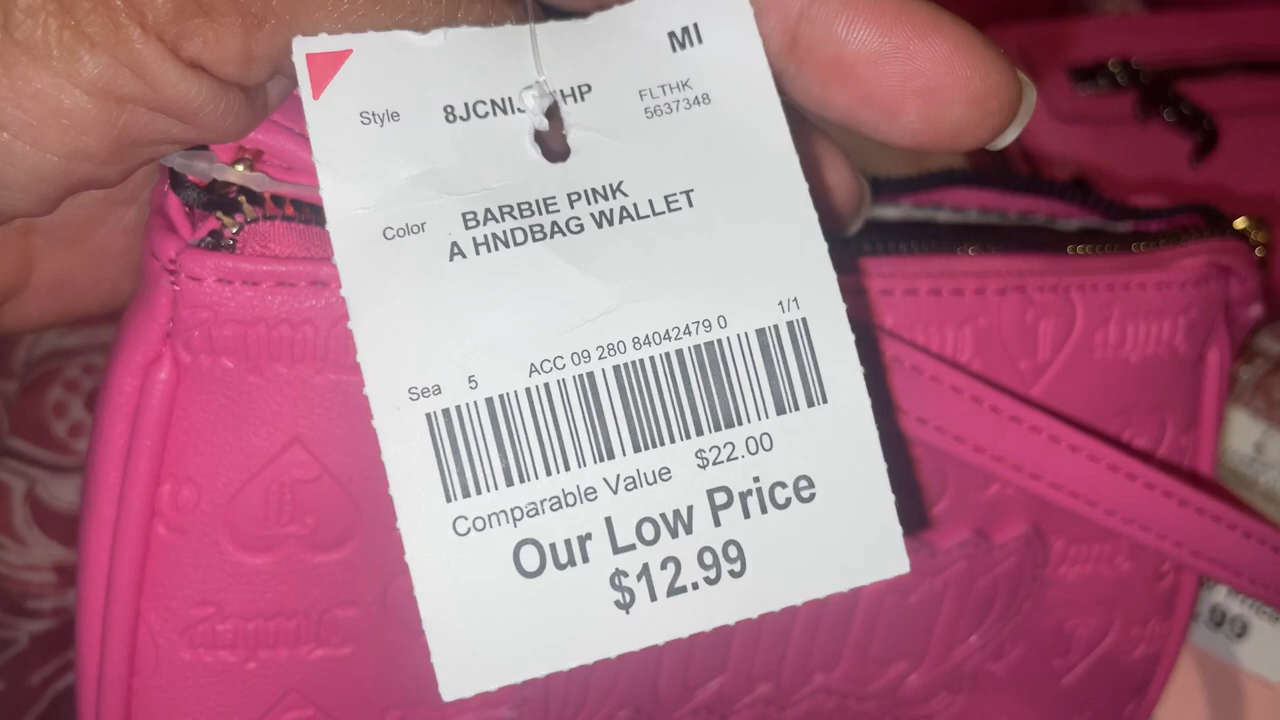 MI
Style
FLTHK
5637348
Color BARBIE PINK
A HNDBAG WALLET
1/1
Sea 5 ACC 09 280 84042479 0
Comparable Value $22.00
Our Low Price
$12.99
.99